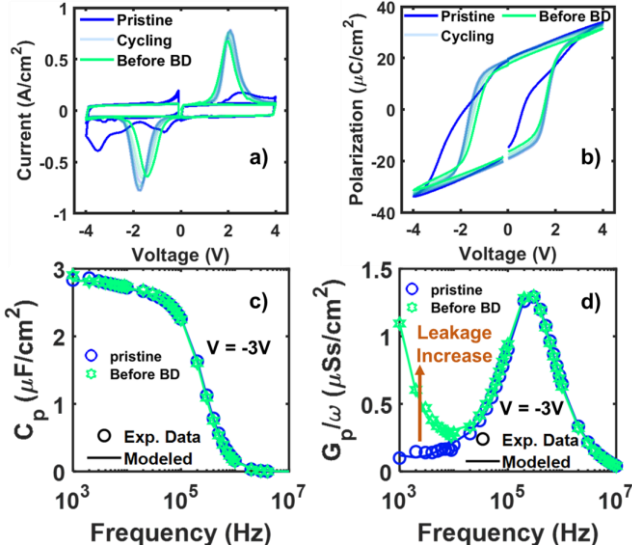 Pristine
Cycling
Before BD
a)
Current (A/cm²)
1
0.5
0
-0.5
-1
-4 -2 0 2 4
Voltage (V)
Pristine
Cycling
Before BD
b)
Polarization (μC/cm²)
40
20
0
-20
-40
-4 -2 0 2 4
Voltage (V)
c)
pristine
Before BD
V = -3V
Exp. Data
Modeled
Cₚ (μF/cm²)
3
2
1
0
10³ 10⁵ 10⁷
Frequency (Hz)
d)
pristine
Before BD
Leakage
Increase
V = -3V
Exp. Data
Modeled
Gₚ/ω (μSs/cm²)
1.5
1
0.5
0
10³ 10⁵ 10⁷
Frequency (Hz)